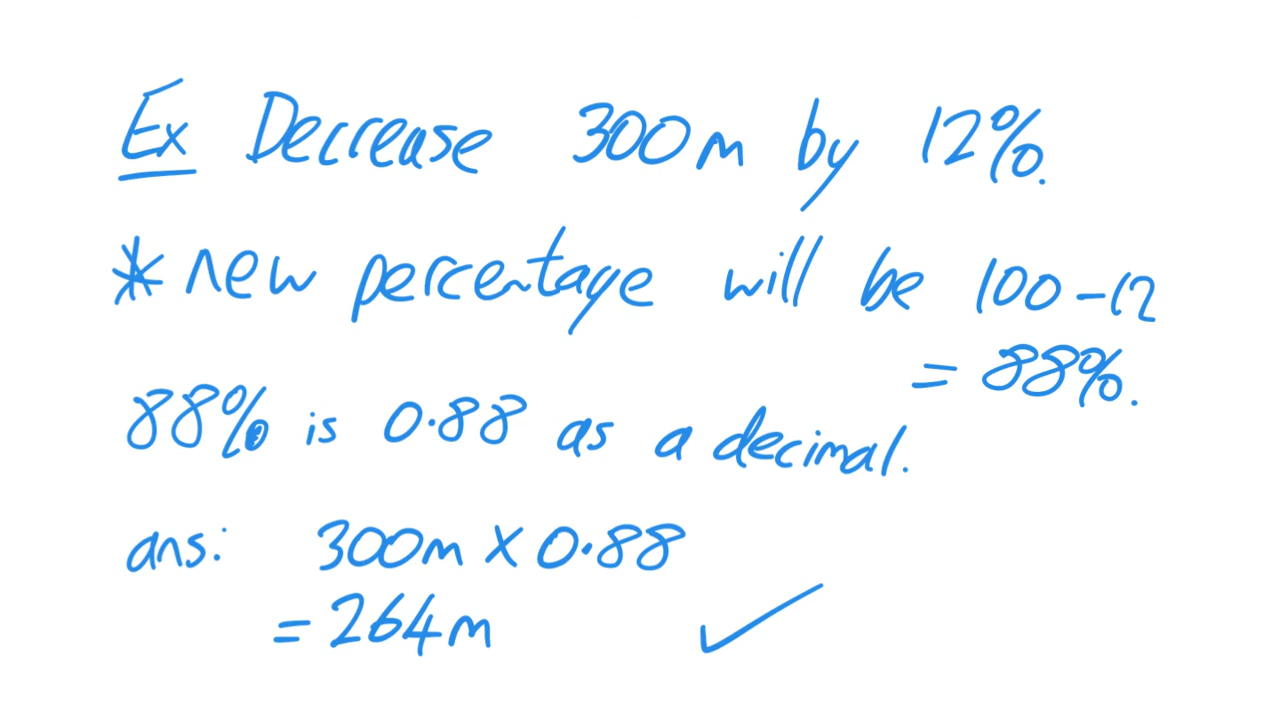 Ex Decrease 300m by 12%.
* new percentage will be 100-12
= 88%.
88% is 0.88 as a decimal.
ans: 300m x 0.88
= 264m ✓